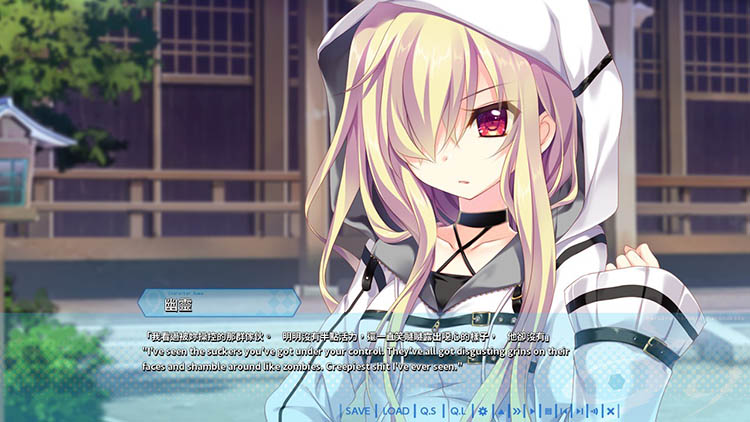 Character Name
幽靈
「我看過被妳操控的那群傢伙。 明明沒有半點活力，還一直笑嘻嘻露出噁心的樣子， 他卻沒有」
"I've seen the suckers you've got under your control. They've all got disgusting grins on their
faces and shamble around like zombies. Creepiest shit I've ever seen."
SAVE LOAD Q.S Q.L